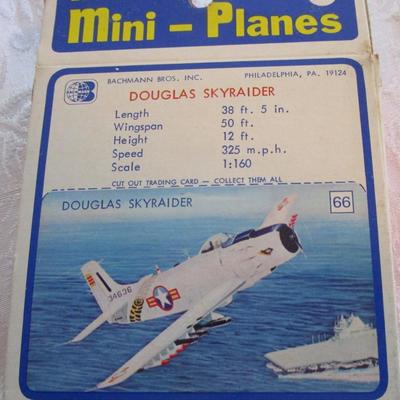 Mini - Planes
BACHMANN BROS. INC. PHILADELPHIA, PA. 19124
BACHMANN
DOUGLAS SKYRAIDER
Length 38 ft. 5 in.
Wingspan 50 ft.
Height 12 ft.
Speed 325 m.p.h.
Scale 1:160
CUT OUT TRADING CARD — COLLECT THEM ALL
DOUGLAS SKYRAIDER 66
34636